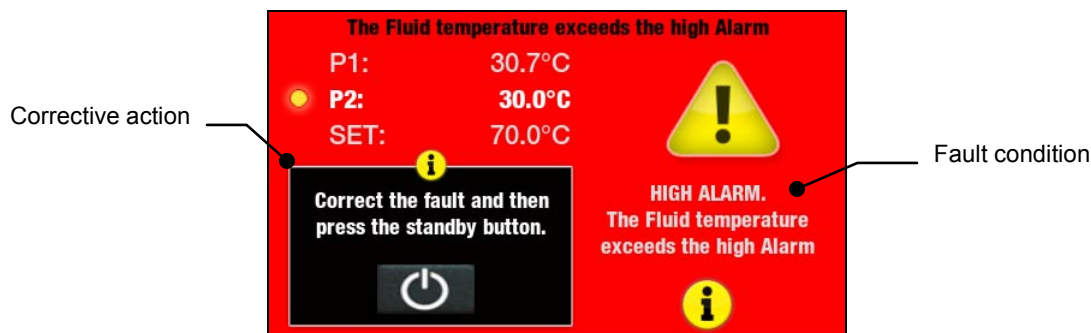 The Fluid temperature exceeds the high Alarm
P1: 30.7°C
P2: 30.0°C
SET: 70.0°C
Corrective action
i
Correct the fault and then
press the standby button.
!
Fault condition
HIGH ALARM.
The Fluid temperature
exceeds the high Alarm
i